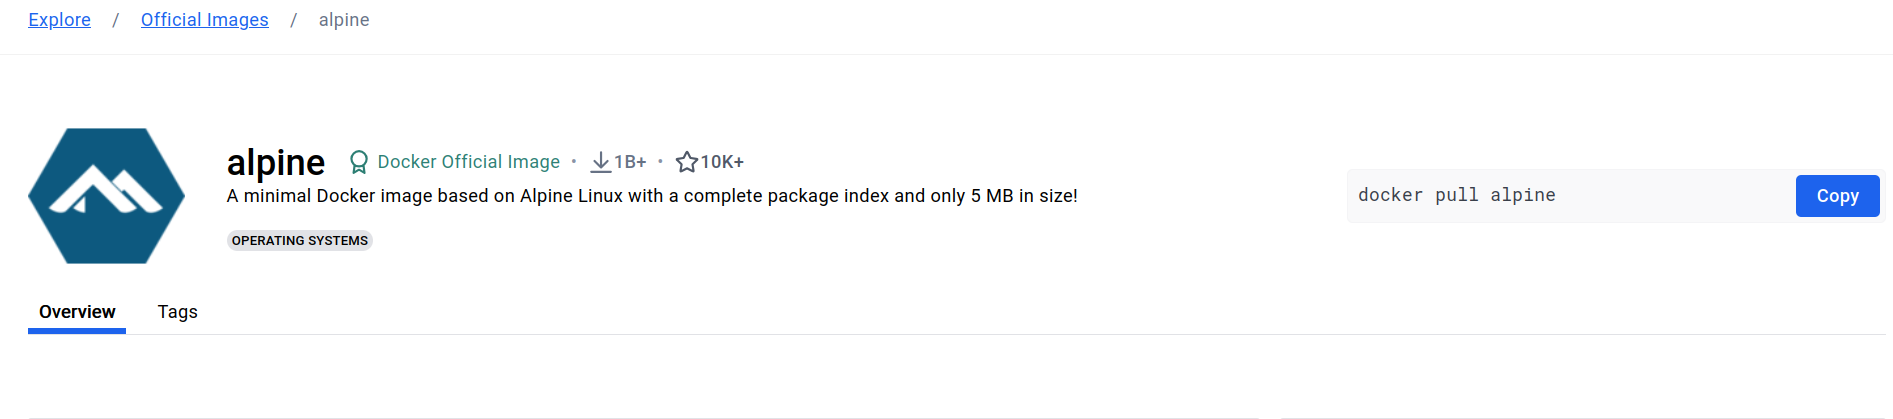 Explore / Official Images / alpine
alpine Docker Official Image • 1B+ • 10K+
A minimal Docker image based on Alpine Linux with a complete package index and only 5 MB in size!
OPERATING SYSTEMS
docker pull alpine Copy
Overview Tags